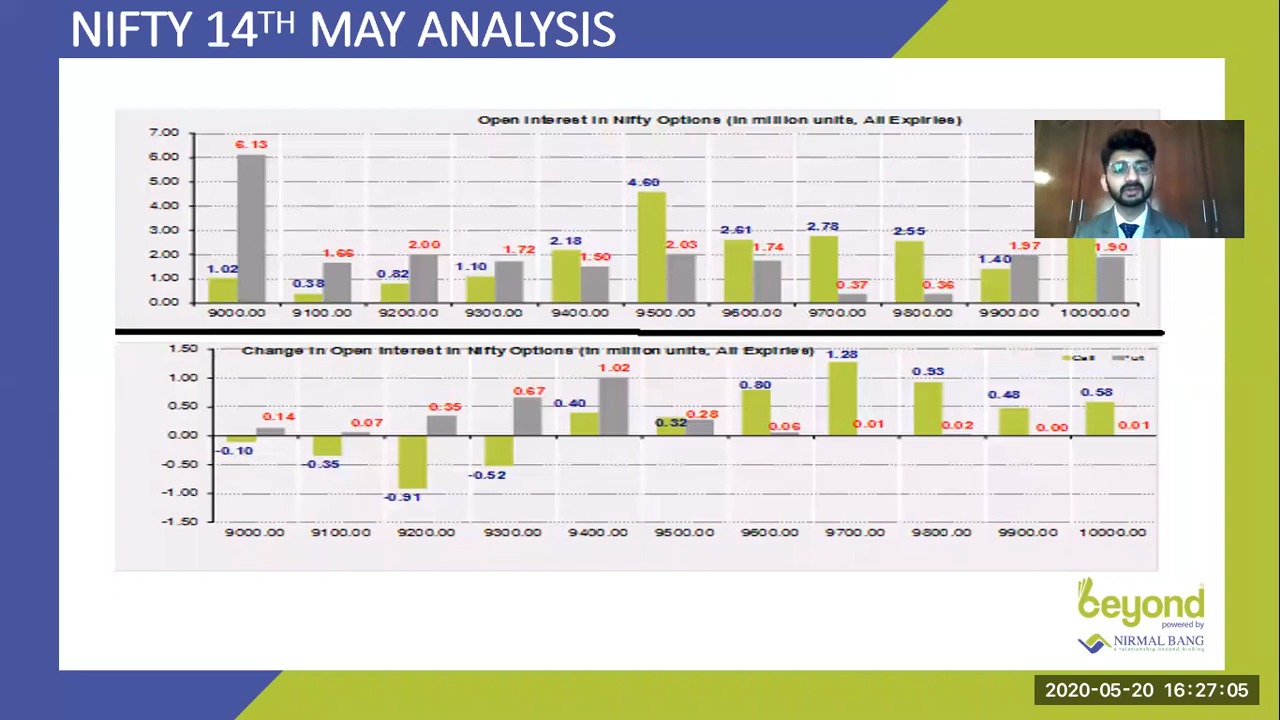 NIFTY 14TH MAY ANALYSIS
Open Interest in Nifty Options (in million units, All Expiries)
7.00
6.00
5.00
4.00
3.00
2.00
1.00
0.00
1.02 6.13 0.38 1.66 0.82 2.00 1.10 1.72 2.18 1.50 4.60 2.03 2.61 1.74 2.78 0.37 2.55 0.36 1.40 1.97 1.90
9000.00 9100.00 9200.00 9300.00 9400.00 9500.00 9600.00 9700.00 9800.00 9900.00 10000.00
Change in Open Interest in Nifty Options (in million units, All Expiries)
Call
1.50
1.00
0.50
0.00
-0.50
-1.00
-1.50
-0.10 0.14 -0.35 0.07 -0.91 0.35 -0.52 0.67 0.40 1.02 0.32 0.28 0.80 0.06 1.28 0.01 0.93 0.02 0.48 0.00 0.58 0.01
9000.00 9100.00 9200.00 9300.00 9400.00 9500.00 9600.00 9700.00 9800.00 9900.00 10000.00
beyond
powered by
NIRMAL BANG
a relationship beyond broking
2020-05-20 16:27:05